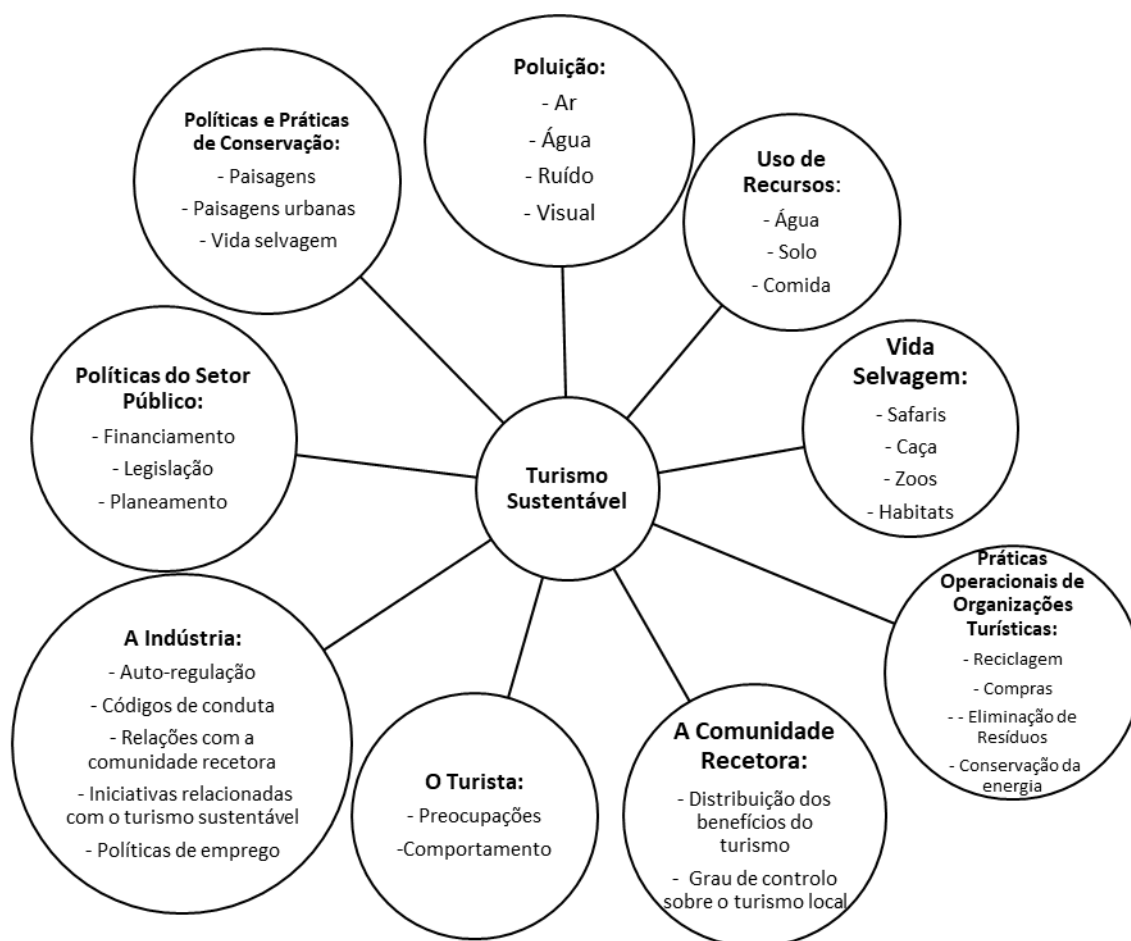 Poluição:
- Ar
- Água
- Ruído
- Visual
Políticas e Práticas
de Conservação:
- Paisagens
- Paisagens urbanas
- Vida selvagem
Uso de
Recursos:
- Água
- Solo
- Comida
Políticas do Setor
Público:
- Financiamento
- Legislação
- Planeamento
Vida
Selvagem:
- Safaris
- Caça
- Zoos
- Habitats
Turismo
Sustentável
Práticas
Operacionais de
Organizações
Turísticas:
- Reciclagem
- Compras
- - Eliminação de
Resíduos
- Conservação da
energia
A Indústria:
- Auto-regulação
- Códigos de conduta
- Relações com a
comunidade recetora
- Iniciativas relacionadas
com o turismo sustentável
- Políticas de emprego
O Turista:
- Preocupações
-Comportamento
A Comunidade
Recetora:
- Distribuição dos
benefícios do
turismo
- Grau de controlo
sobre o turismo local